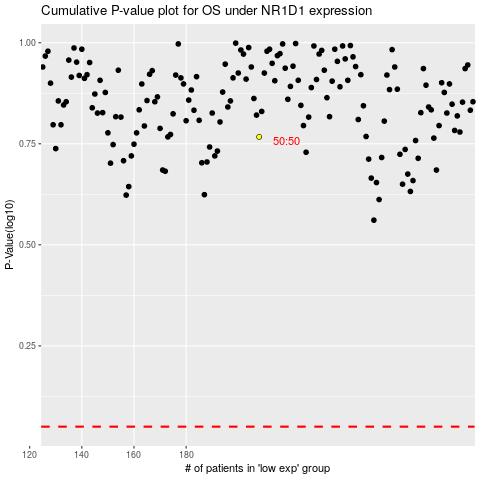 Cumulative P-value plot for OS under NR1D1 expression
P-Value(log10)
1.00
0.75
0.50
0.25
50:50
120 140 160 180
# of patients in 'low exp' group